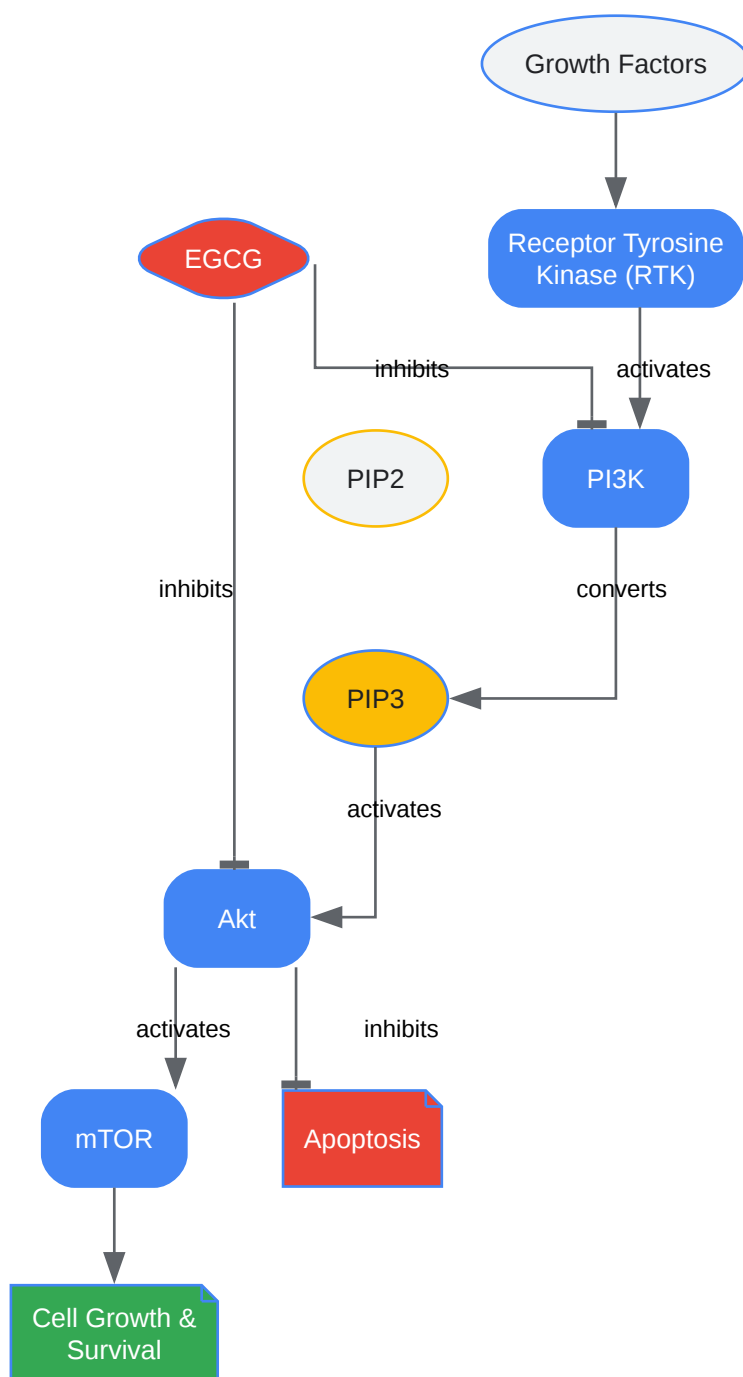 Growth Factors
EGCG
Receptor Tyrosine
Kinase (RTK)
inhibits
activates
PIP2
PI3K
inhibits
converts
PIP3
activates
Akt
activates
inhibits
mTOR
Apoptosis
Cell Growth &
Survival